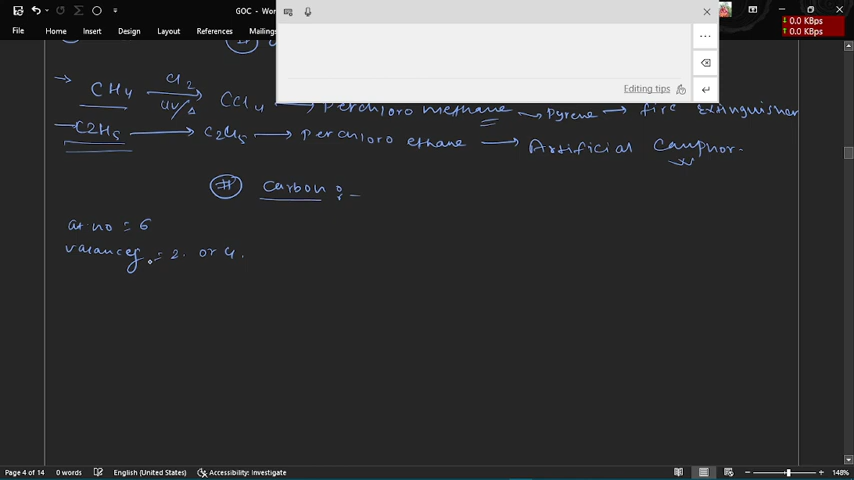 GOC - Wor
0.0 KBps
0.0 KBps
File Home Insert Design Layout References Mailings
Editing tips
→ CH4 Cl2 UV/Δ CCl4 → Perchloro methane → Pyrene → fire Extinguisher
→ C2H5 → C2H5 → perchloro ethane → Artificial Camphor.
# Carbon :-
at. no = 6
valancey = 2. or 4.
Page 4 of 14 0 words English (United States) Accessibility: Investigate 148%